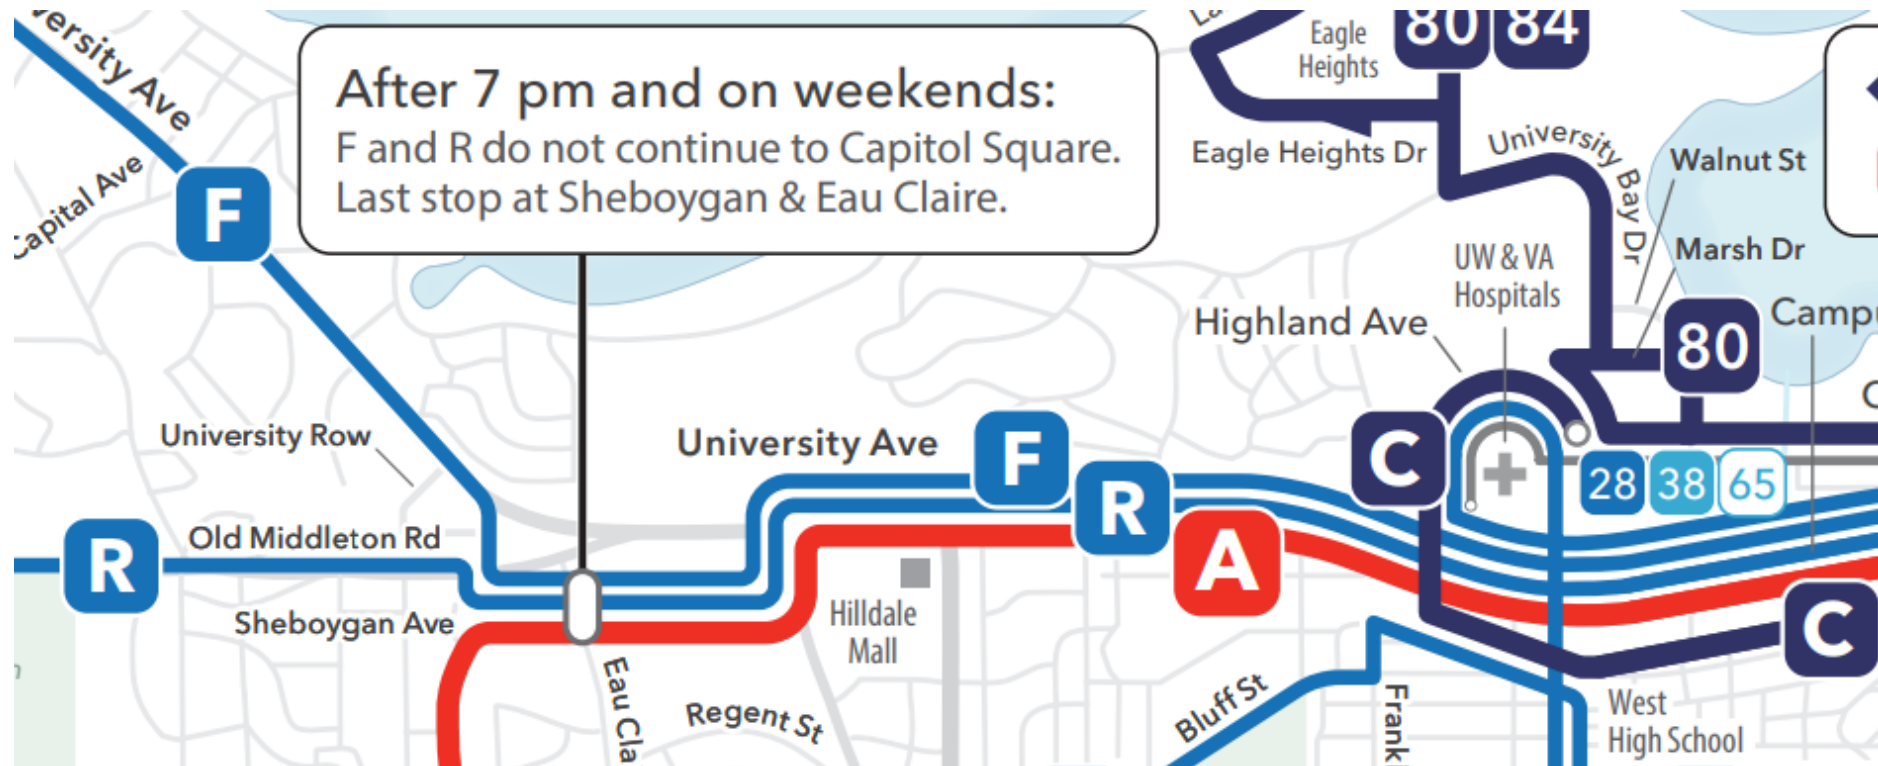 Ave
Capital Ave
F
After 7 pm and on weekends:
F and R do not continue to Capitol Square.
Last stop at Sheboygan & Eau Claire.
Eagle
Heights
80 84
Eagle Heights Dr
University Bay Dr
Walnut St
Marsh Dr
UW & VA
Hospitals
Highland Ave
80
University Row
University Ave
F
R
A
C
28 38 65
R
Old Middleton Rd
Sheboygan Ave
Hilldale
Mall
Eau
Regent St
Bluff St
C
West
High School